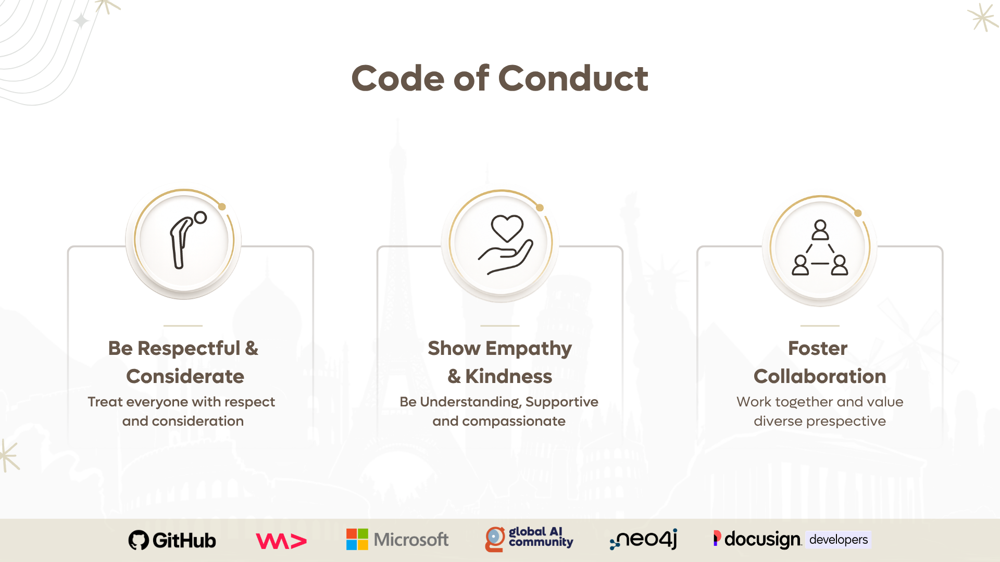 Code of Conduct
Be Respectful &
Considerate
Treat everyone with respect
and consideration
Show Empathy
& Kindness
Be Understanding, Supportive
and compassionate
Foster
Collaboration
Work together and value
diverse prespective
GitHub
Microsoft
global AI
community
neo4j
docusign developers